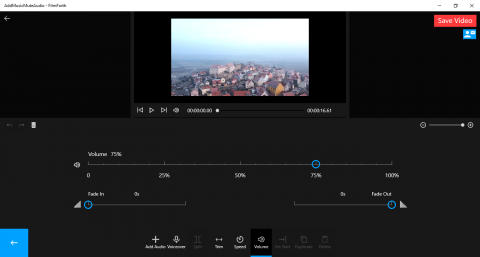 AddMusicMuteAudio - FilmForth
Save Video
00:00:00.00
00:00:16.61
Volume 75%
0 25% 50% 75% 100%
Fade In 0s 0s Fade Out
Add Audio Voiceover Split Trim Speed Volume Set Start Duplicate Delete